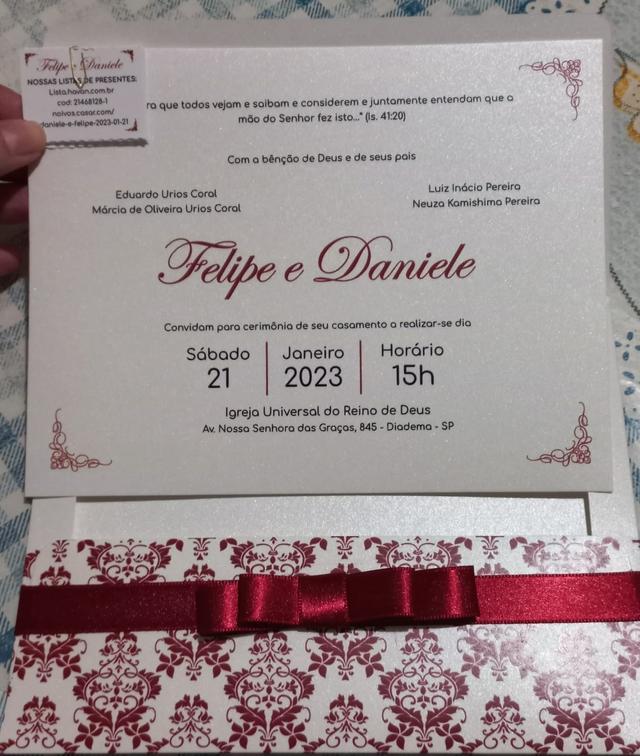 Felipe e Daniele
NOSSAS LISTAS DE PRESENTES:
Lista.havan.com.br
cod: 21468128-1
noivos.casar.com/
daniele-e-felipe-2023-01-21
ra que todos vejam e saibam e considerem e juntamente entendam que a
mão do Senhor fez isto..." (Is. 41:20)
Com a bênção de Deus e de seus pais
Eduardo Urios Coral
Márcia de Oliveira Urios Coral
Luiz Inácio Pereira
Neuza Kamishima Pereira
Felipe e Daniele
Convidam para cerimônia de seu casamento a realizar-se dia
Sábado Janeiro Horário
21 2023 15h
Igreja Universal do Reino de Deus
Av. Nossa Senhora das Graças, 845 - Diadema - SP